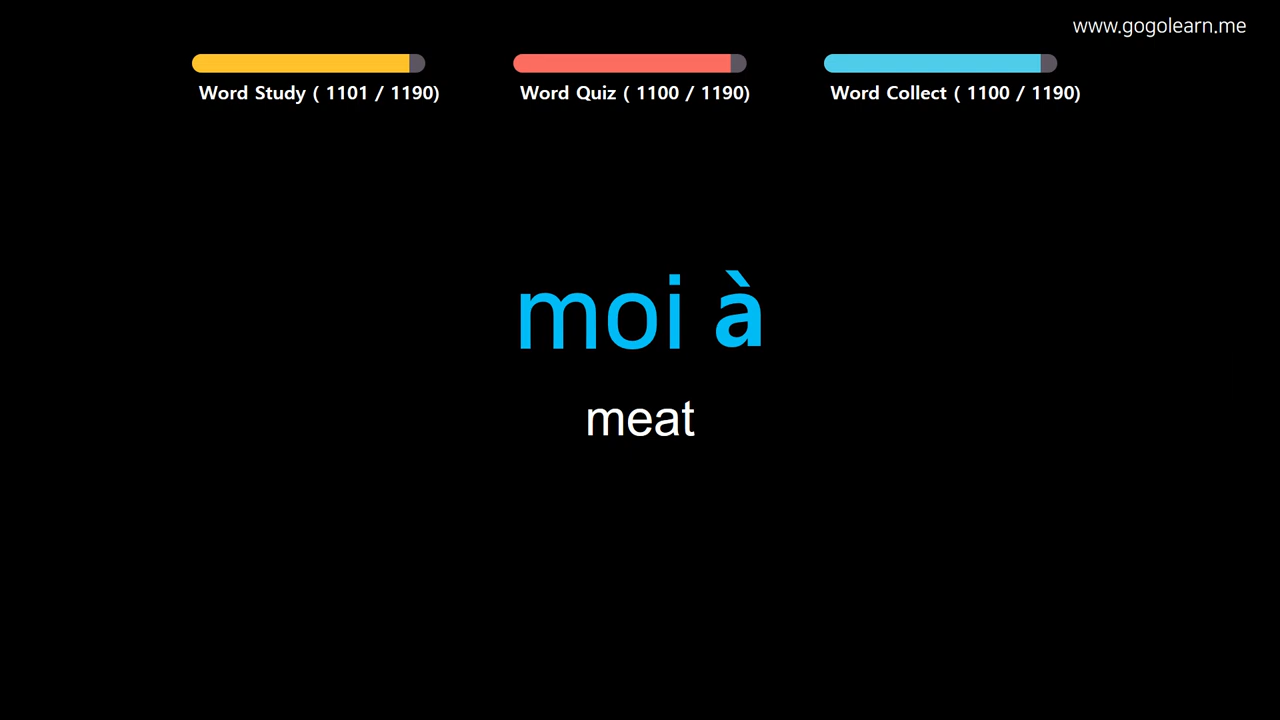 www.gogolearn.me
Word Study ( 1101 / 1190)
Word Quiz ( 1100 / 1190)
Word Collect ( 1100 / 1190)
moi à
meat